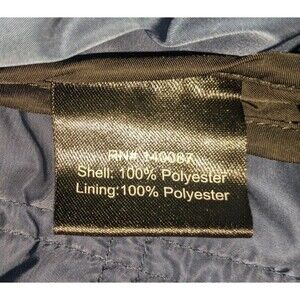 RN# 140087
Shell: 100% Polyester
Lining:100% Polyester